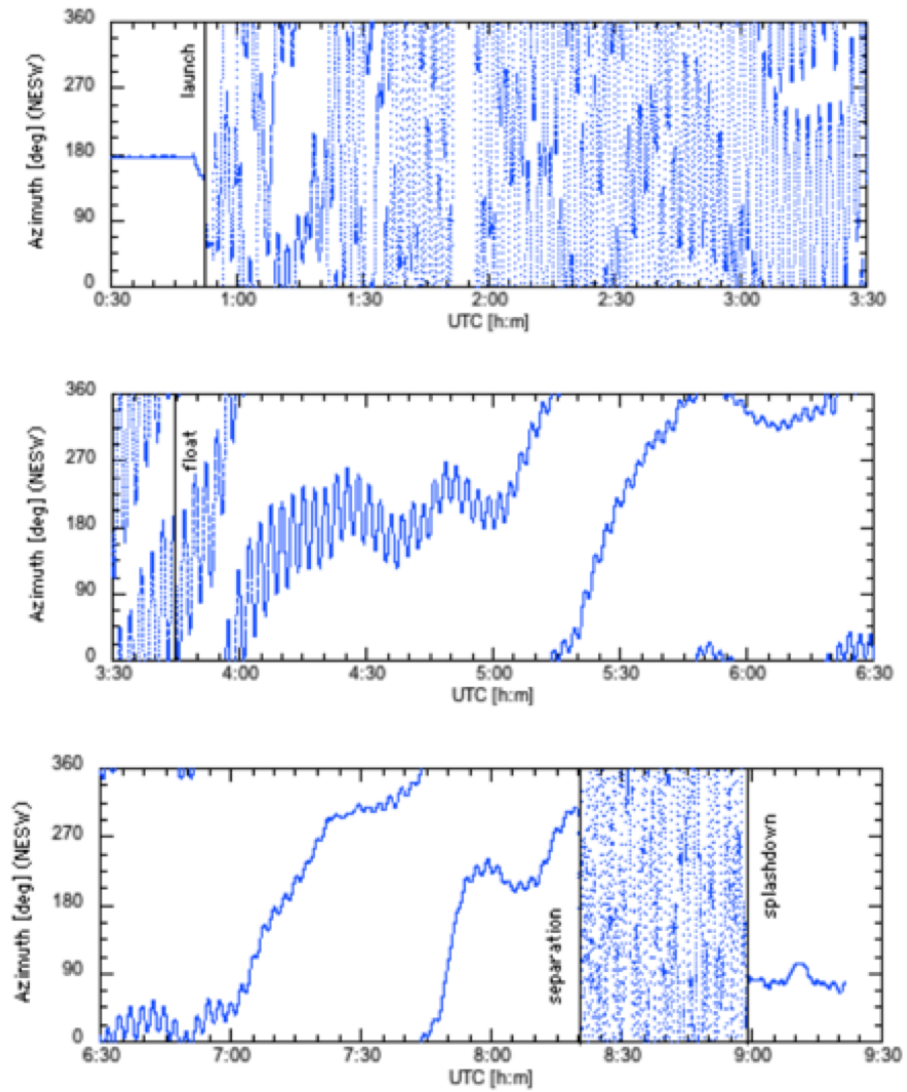 360
270
180
90
0
Azimuth [deg] (NESW)
launch
0:30 1:00 1:30 2:00 2:30 3:00 3:30
UTC [h:m]
360
270
180
90
0
Azimuth [deg] (NESW)
float
3:30 4:00 4:30 5:00 5:30 6:00 6:30
UTC [h:m]
360
270
180
90
0
Azimuth [deg] (NESW)
separation
splashdown
6:30 7:00 7:30 8:00 8:30 9:00 9:30
UTC [h:m]